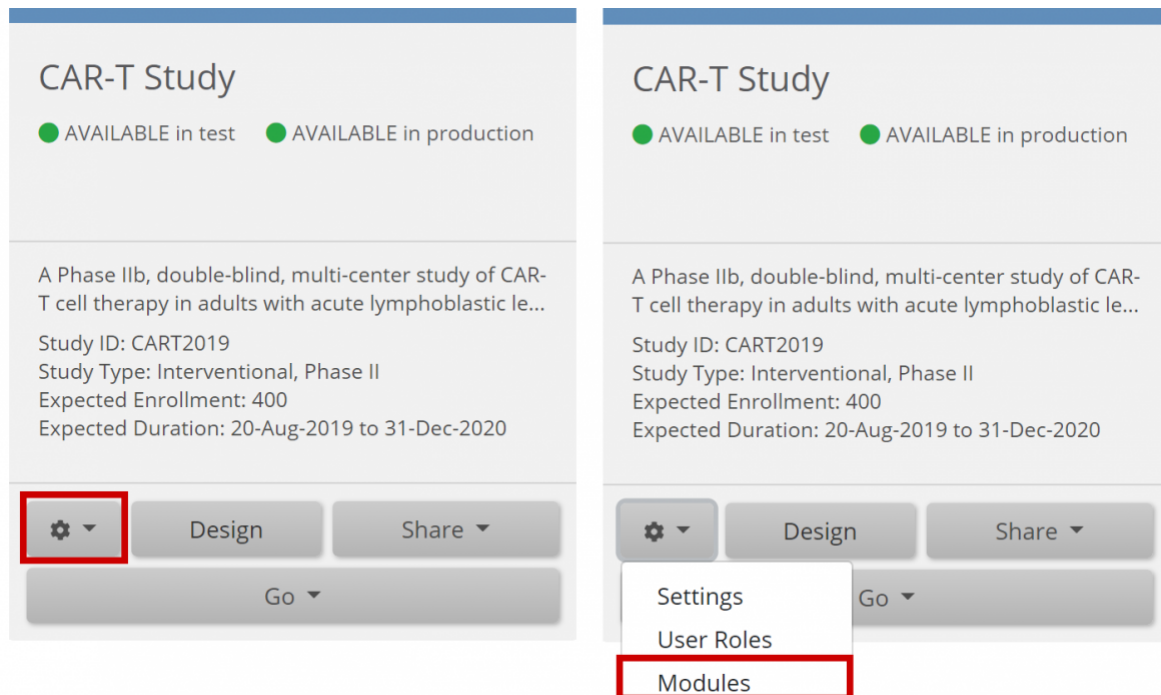 CAR-T Study
AVAILABLE in test AVAILABLE in production
A Phase IIb, double-blind, multi-center study of CAR-
T cell therapy in adults with acute lymphoblastic le...
Study ID: CART2019
Study Type: Interventional, Phase II
Expected Enrollment: 400
Expected Duration: 20-Aug-2019 to 31-Dec-2020
Design Share
Go
CAR-T Study
AVAILABLE in test AVAILABLE in production
A Phase IIb, double-blind, multi-center study of CAR-
T cell therapy in adults with acute lymphoblastic le...
Study ID: CART2019
Study Type: Interventional, Phase II
Expected Enrollment: 400
Expected Duration: 20-Aug-2019 to 31-Dec-2020
Design Share
Settings Go
User Roles
Modules